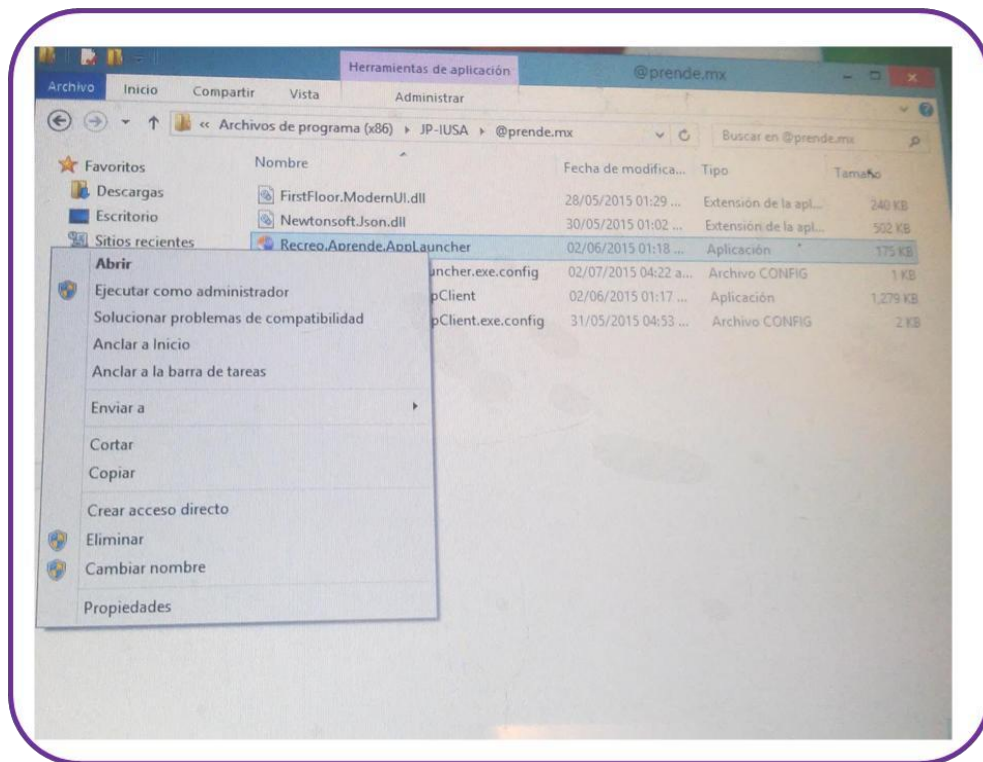 Herramientas de aplicación
@prende.mx
Archivo Inicio Compartir Vista Administrar
« Archivos de programa (x86) JP-IUSA @prende.mx Buscar en @prende.mx
Favoritos Nombre Fecha de modifica... Tipo Tamaño
Descargas FirstFloor.ModernUI.dll 28/05/2015 01:29 ... Extensión de la apl... 240 KB
Escritorio Newtonsoft.Json.dll 30/05/2015 01:02 ... Extensión de la apl... 502 KB
Sitios recientes Recreo.Aprende.AppLauncher 02/06/2015 01:18 ... Aplicación 175 KB
uncher.exe.config 02/07/2015 04:22 a... Archivo CONFIG 1 KB
pClient 02/06/2015 01:17 ... Aplicación 1,279 KB
pClient.exe.config 31/05/2015 04:53 ... Archivo CONFIG 2 KB
Abrir
Ejecutar como administrador
Solucionar problemas de compatibilidad
Anclar a Inicio
Anclar a la barra de tareas
Enviar a
Cortar
Copiar
Crear acceso directo
Eliminar
Cambiar nombre
Propiedades